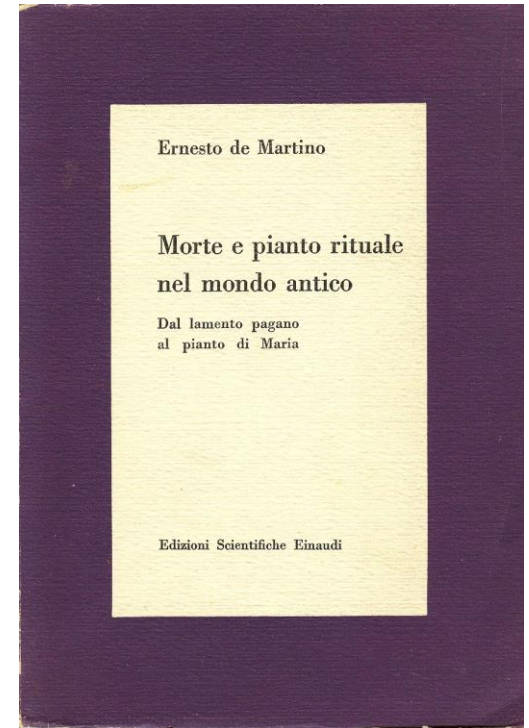 Ernesto de Martino
Morte e pianto rituale
nel mondo antico
Dal lamento pagano
al pianto di Maria
Edizioni Scientifiche Einaudi